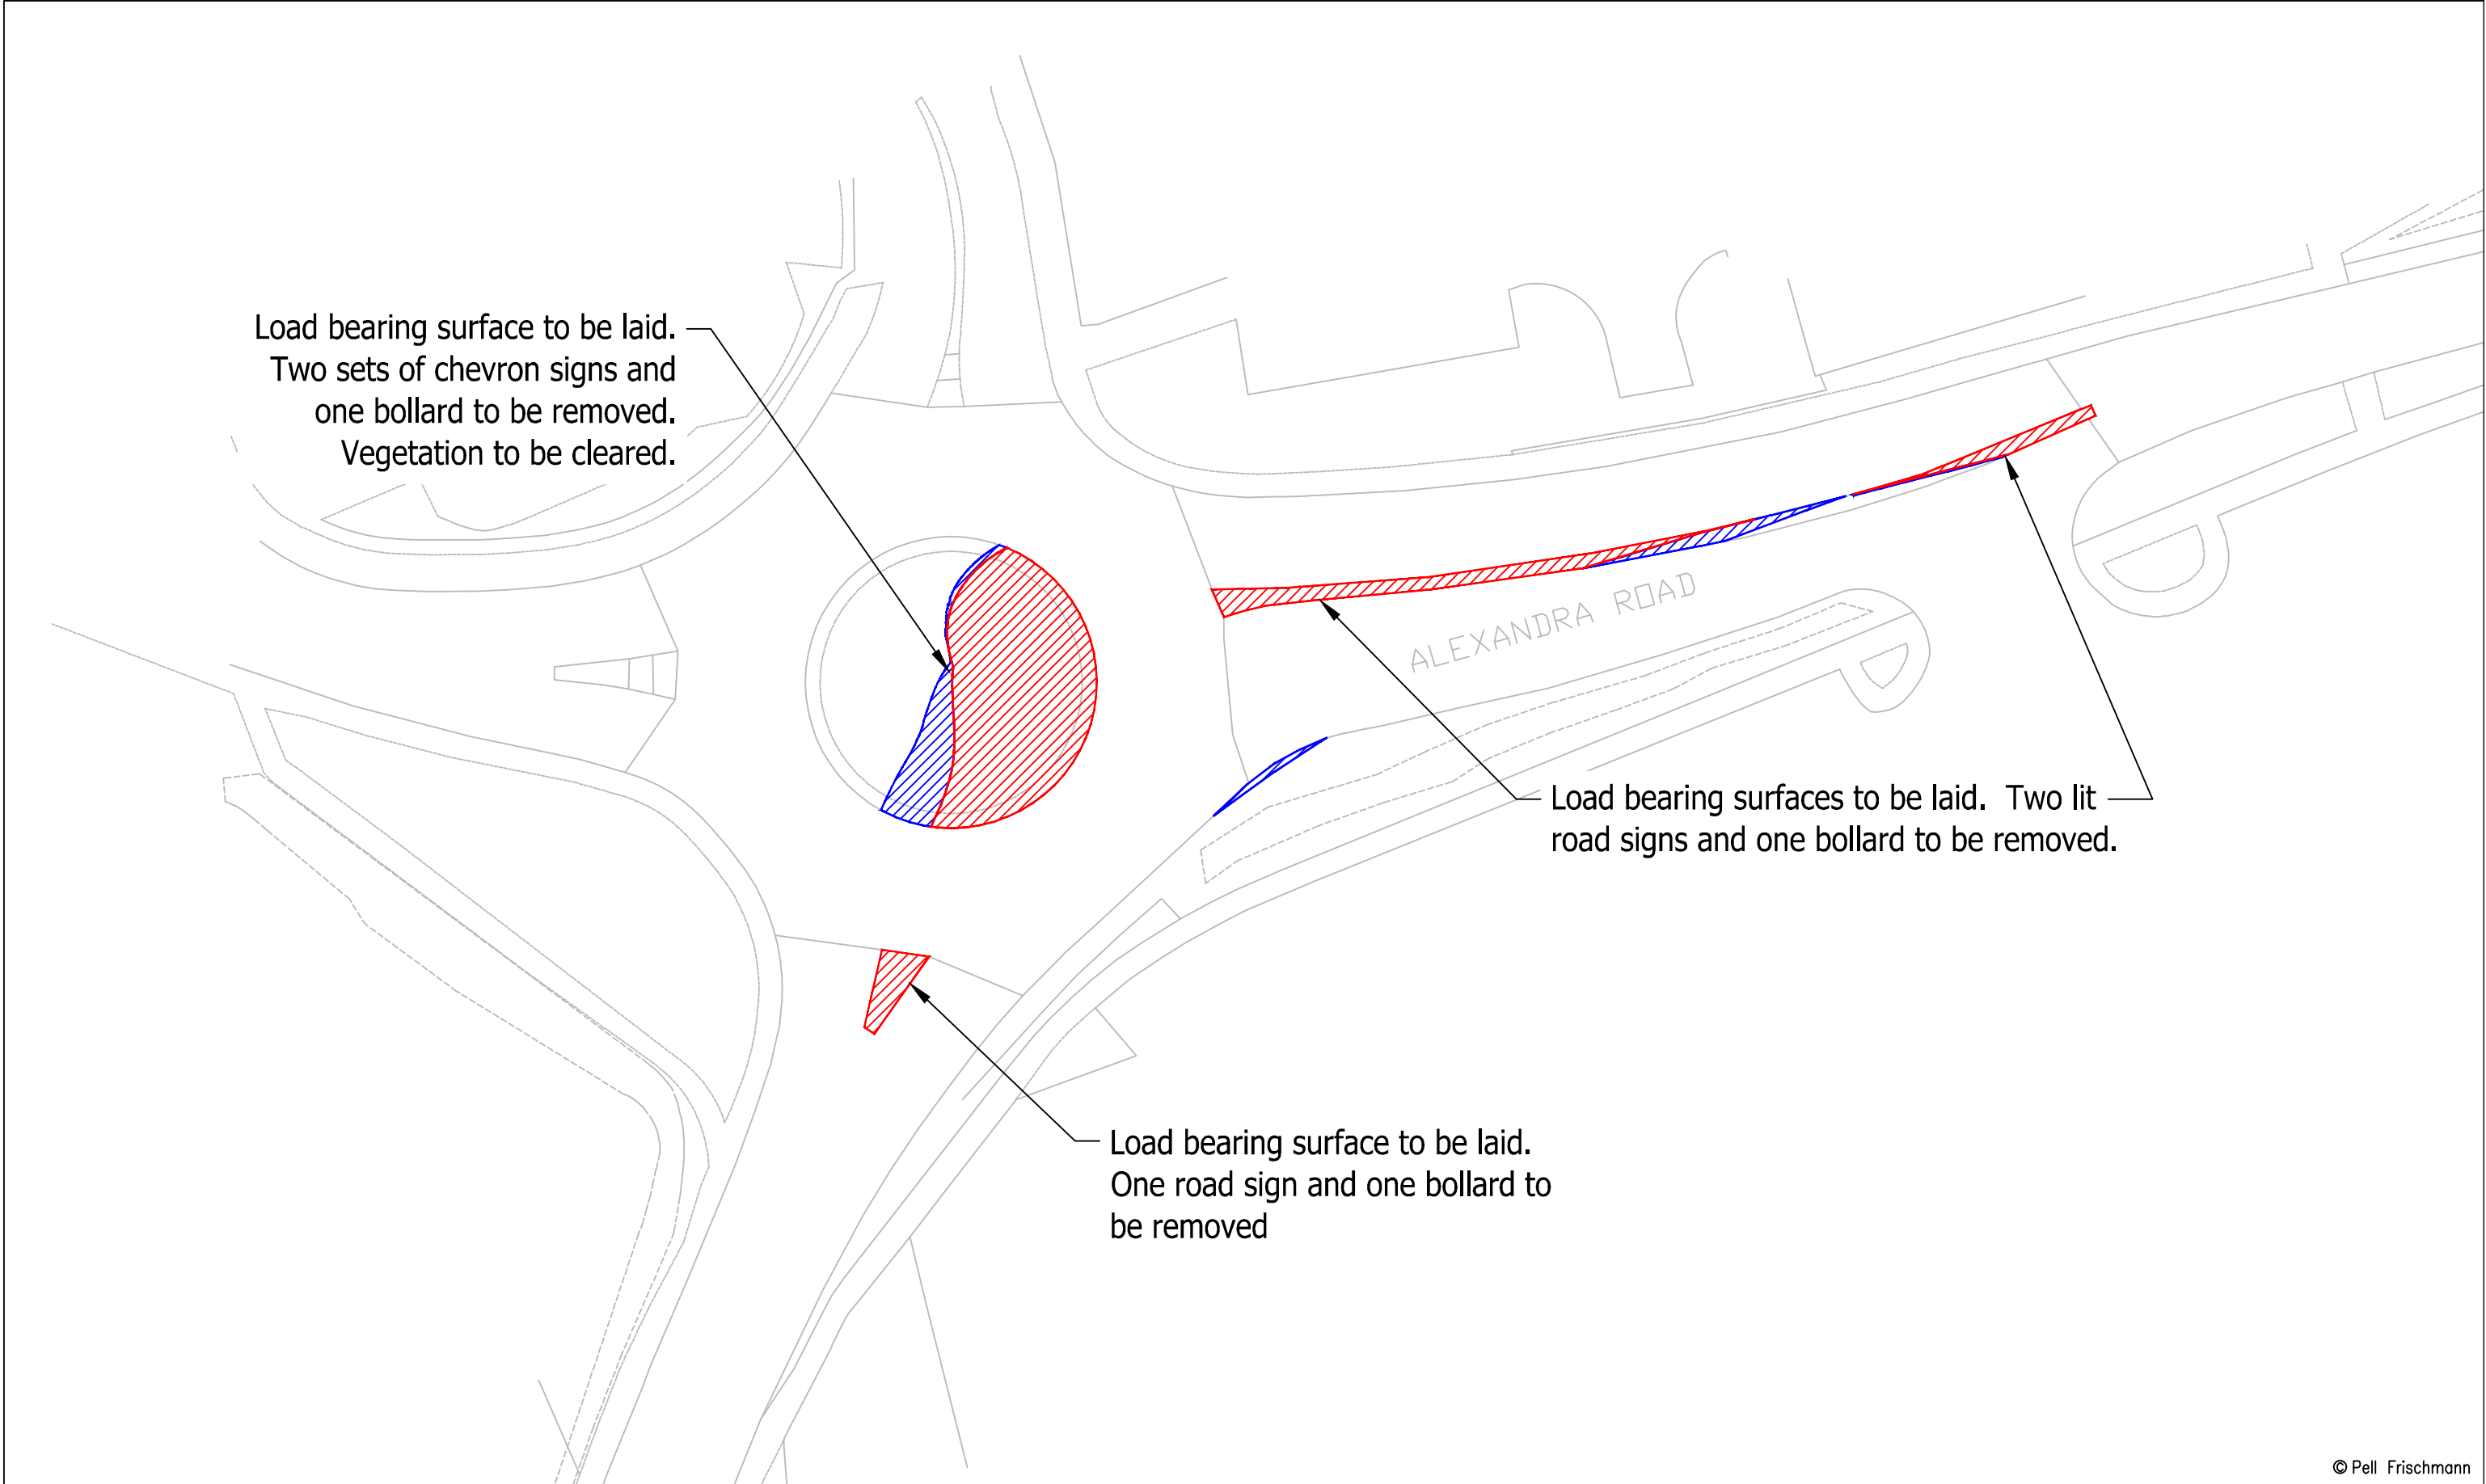 Load bearing surface to be laid.
Two sets of chevron signs and
one bollard to be removed.
Vegetation to be cleared.
ALEXANDRA ROAD
Load bearing surfaces to be laid.  Two lit
road signs and one bollard to be removed.
Load bearing surface to be laid.
One road sign and one bollard to
be removed
© Pell Frischmann